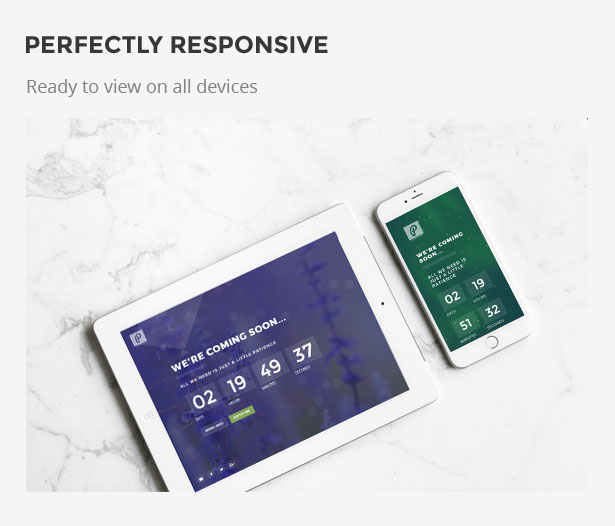 PERFECTLY RESPONSIVE
Ready to view on all devices
WE'RE COMING SOON...
ALL WE NEED IS JUST A LITTLE PATIENCE
02 19 49 37
DAYS HOURS MINUTES SECONDS
WE'RE COMING
SOON...
ALL WE NEED IS
JUST A LITTLE
PATIENCE
02 19
DAYS HOURS
51 32
MINUTES SECONDS